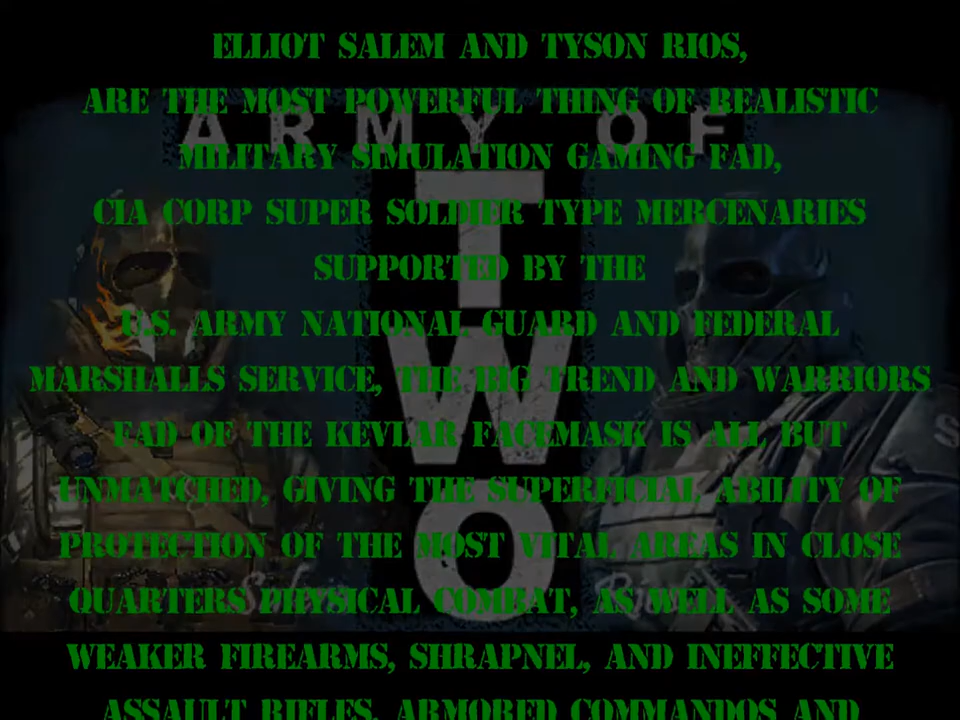 ELLIOT SALEM AND TYSON RIOS,
ARE THE MOST POWERFUL THING OF REALISTIC
MILITARY SIMULATION GAMING FAD,
CIA CORP SUPER SOLDIER TYPE MERCENARIES
SUPPORTED BY THE
U.S. ARMY NATIONAL GUARD AND FEDERAL
MARSHALLS SERVICE, THE BIG TREND AND WARRIORS
FAD OF THE KEVLAR FACEMASK IS ALL BUT
UNMATCHED, GIVING THE SUPERFICIAL ABILITY OF
PROTECTION OF THE MOST VITAL AREAS IN CLOSE
QUARTERS PHYSICAL COMBAT, AS WELL AS SOME
WEAKER FIREARMS, SHRAPNEL, AND INEFFECTIVE
ASSAULT RIFLES. ARMORED COMMANDOS AND
ARMY OF
TWO
Salem
Rios